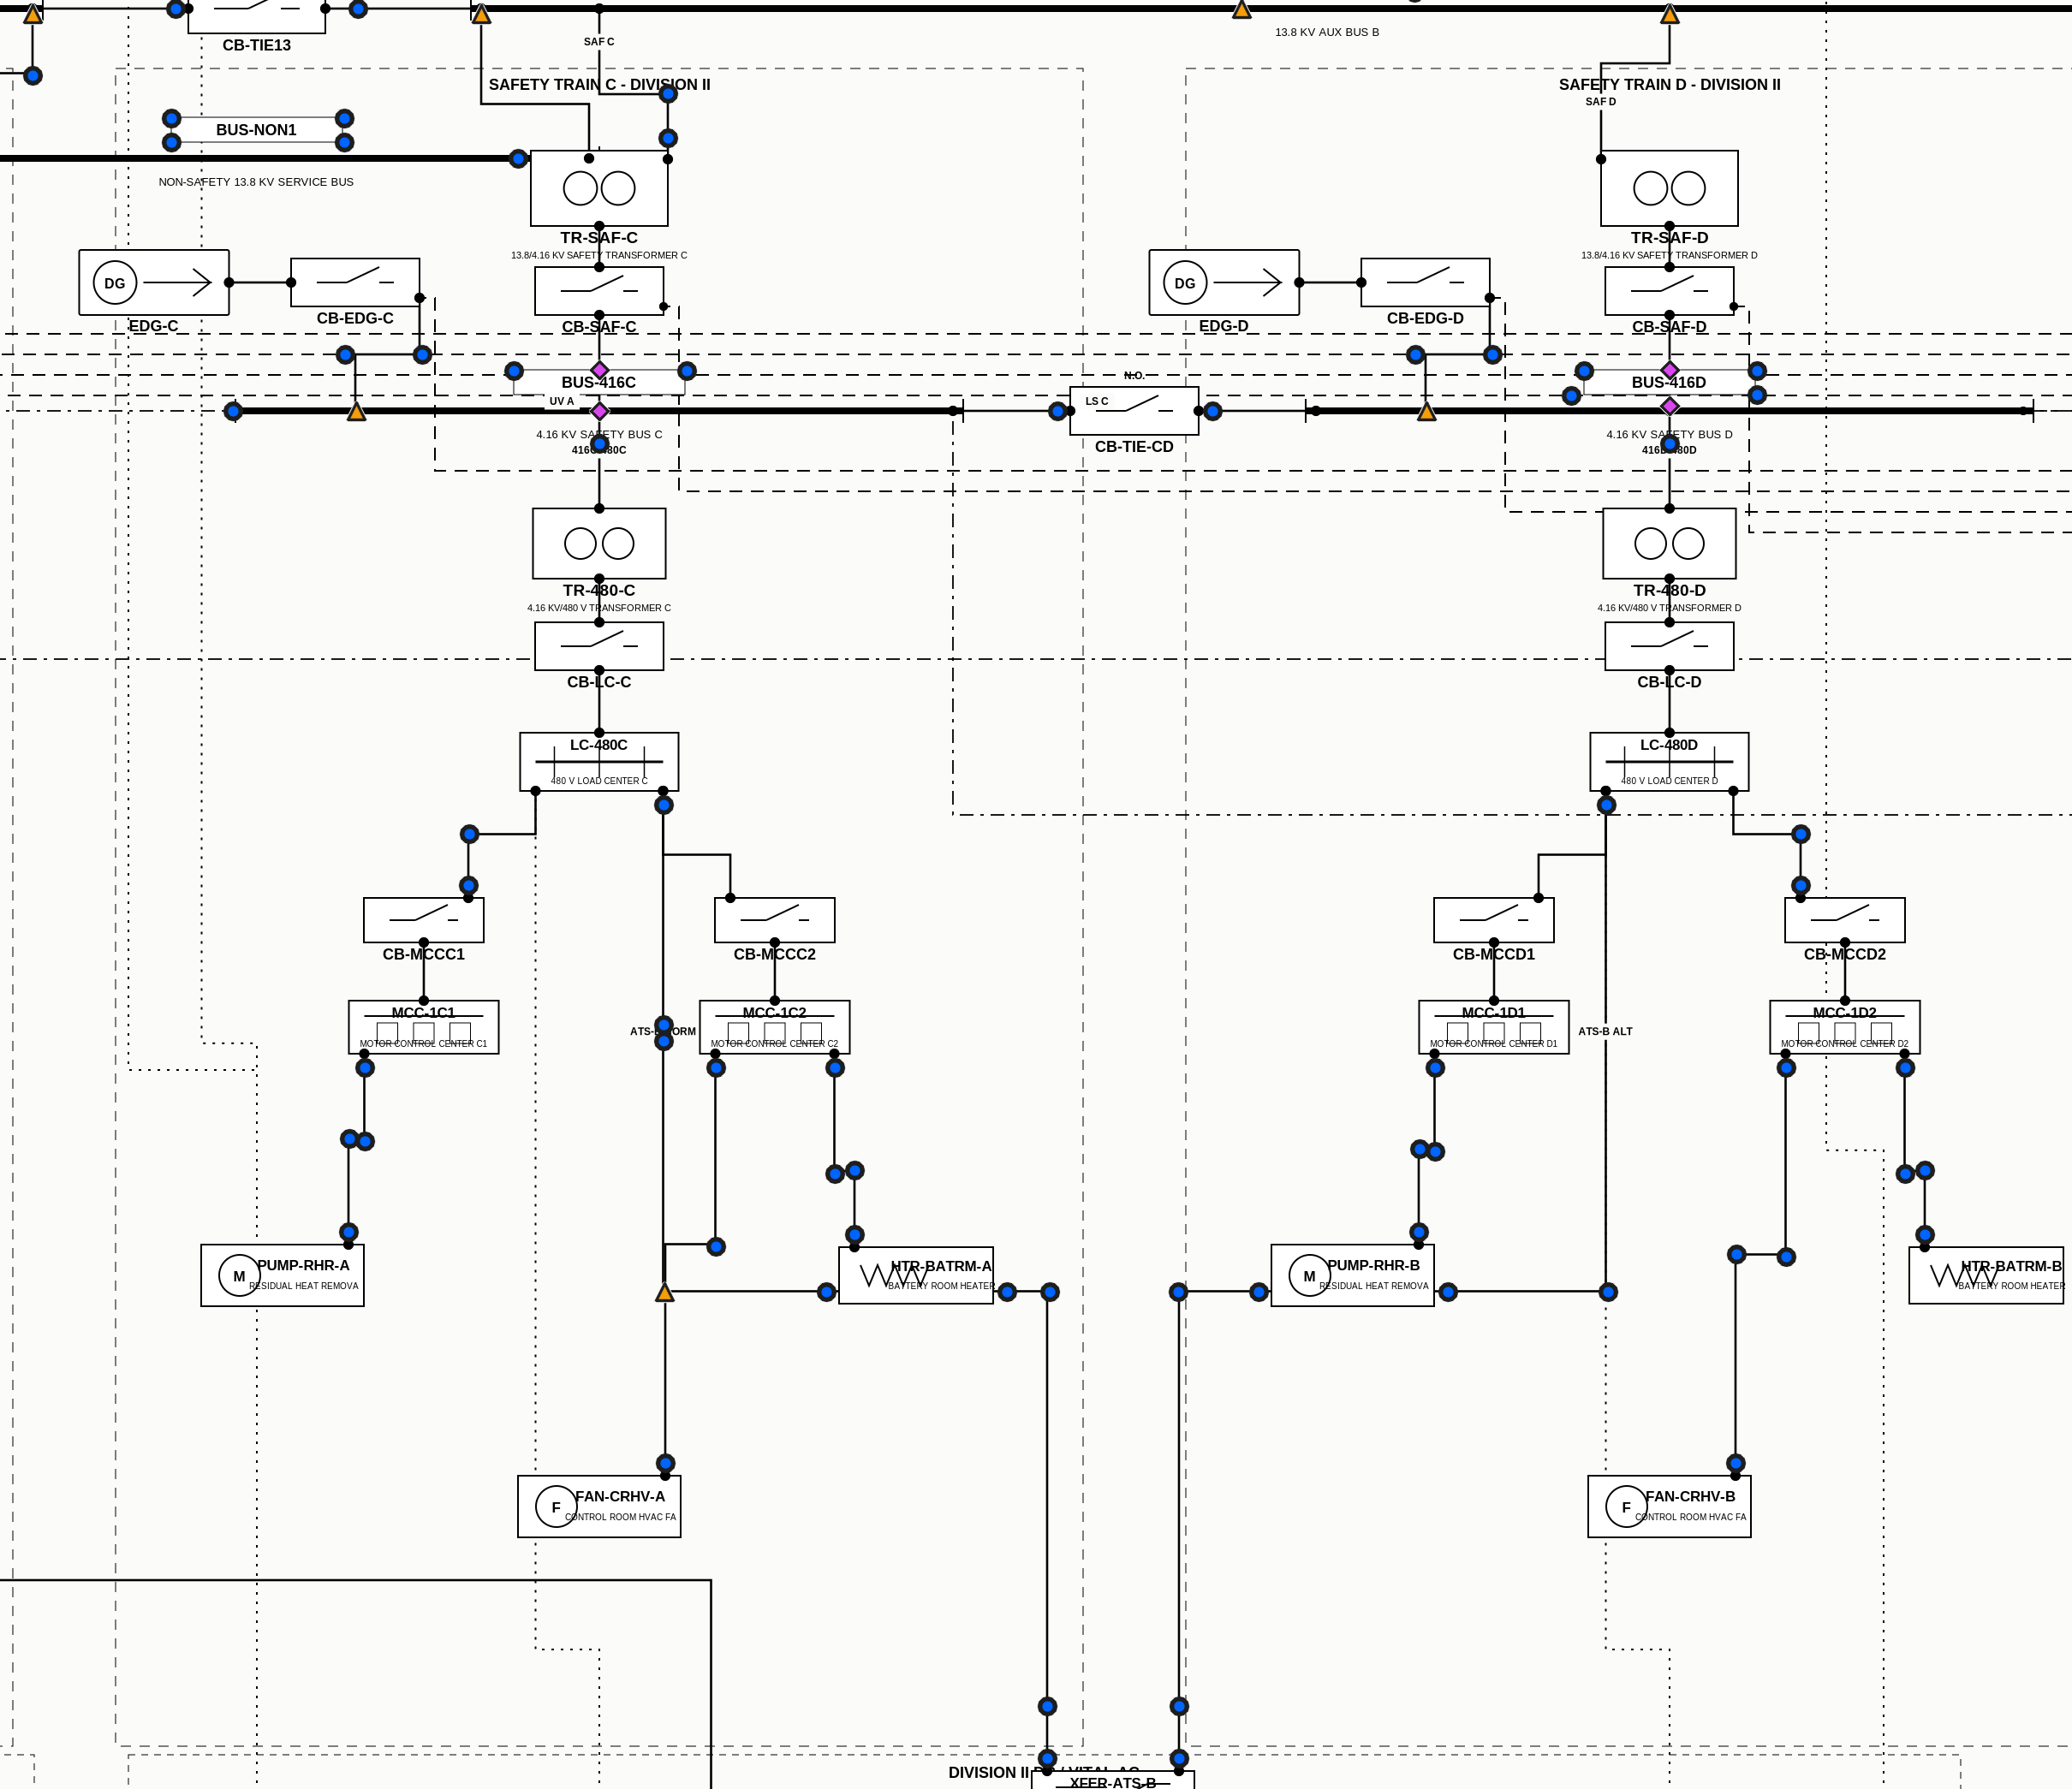 CB-TIE13
SAF C
13.8 KV AUX BUS B
SAFETY TRAIN C - DIVISION II
SAFETY TRAIN D - DIVISION II
SAF D
BUS-NON1
NON-SAFETY 13.8 KV SERVICE BUS
TR-SAF-C
13.8/4.16 KV SAFETY TRANSFORMER C
TR-SAF-D
13.8/4.16 KV SAFETY TRANSFORMER D
DG
EDG-C
CB-EDG-C
CB-SAF-C
DG
EDG-D
CB-EDG-D
CB-SAF-D
BUS-416C
UV A
N.O.
LS C
BUS-416D
4.16 KV SAFETY BUS C
CB-TIE-CD
4.16 KV SAFETY BUS D
TR-480-C
4.16 KV/480 V TRANSFORMER C
TR-480-D
4.16 KV/480 V TRANSFORMER D
CB-LC-C
CB-LC-D
LC-480C
480 V LOAD CENTER C
LC-480D
480 V LOAD CENTER D
CB-MCCC1
CB-MCCC2
CB-MCCD1
CB-MCCD2
MCC-1C1
MOTOR CONTROL CENTER C1
MCC-1C2
MOTOR CONTROL CENTER C2
MCC-1D1
MOTOR CONTROL CENTER D1
ATS-B ALT
MCC-1D2
MOTOR CONTROL CENTER D2
M
PUMP-RHR-A
RESIDUAL HEAT REMOVA
HTR-BATRM-A
BATTERY ROOM HEATER
M
PUMP-RHR-B
RESIDUAL HEAT REMOVA
HTR-BATRM-B
BATTERY ROOM HEATER
F
FAN-CRHV-A
CONTROL ROOM HVAC FA
F
FAN-CRHV-B
CONTROL ROOM HVAC FA
DIVISION II
XFER-ATS-B